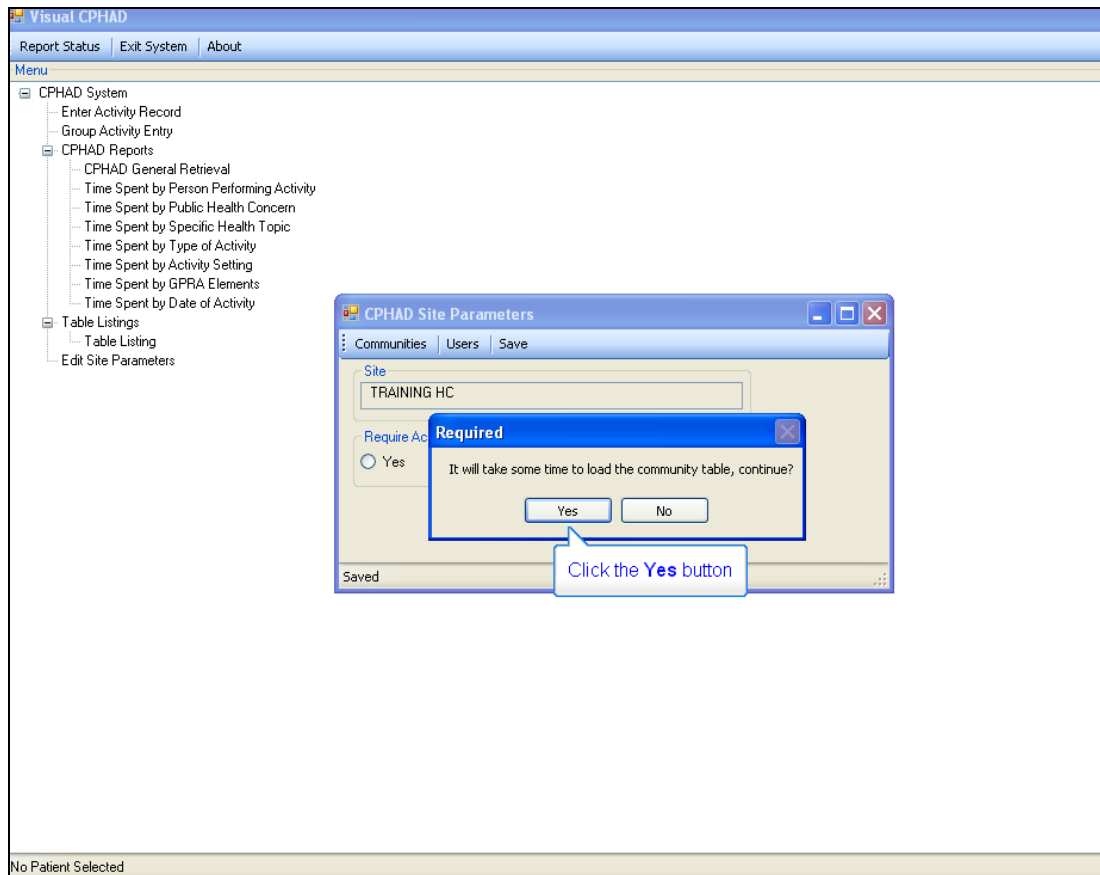 Visual CPHAD
Report Status Exit System About
Menu
CPHAD System
Enter Activity Record
Group Activity Entry
CPHAD Reports
CPHAD General Retrieval
Time Spent by Person Performing Activity
Time Spent by Public Health Concern
Time Spent by Specific Health Topic
Time Spent by Type of Activity
Time Spent by Activity Setting
Time Spent by GPRA Elements
Time Spent by Date of Activity
Table Listings
Table Listing
Edit Site Parameters
CPHAD Site Parameters
Communities Users Save
Site
TRAINING HC
Require Ac
Yes
Required
It will take some time to load the community table, continue?
Yes No
Click the Yes button
Saved
No Patient Selected